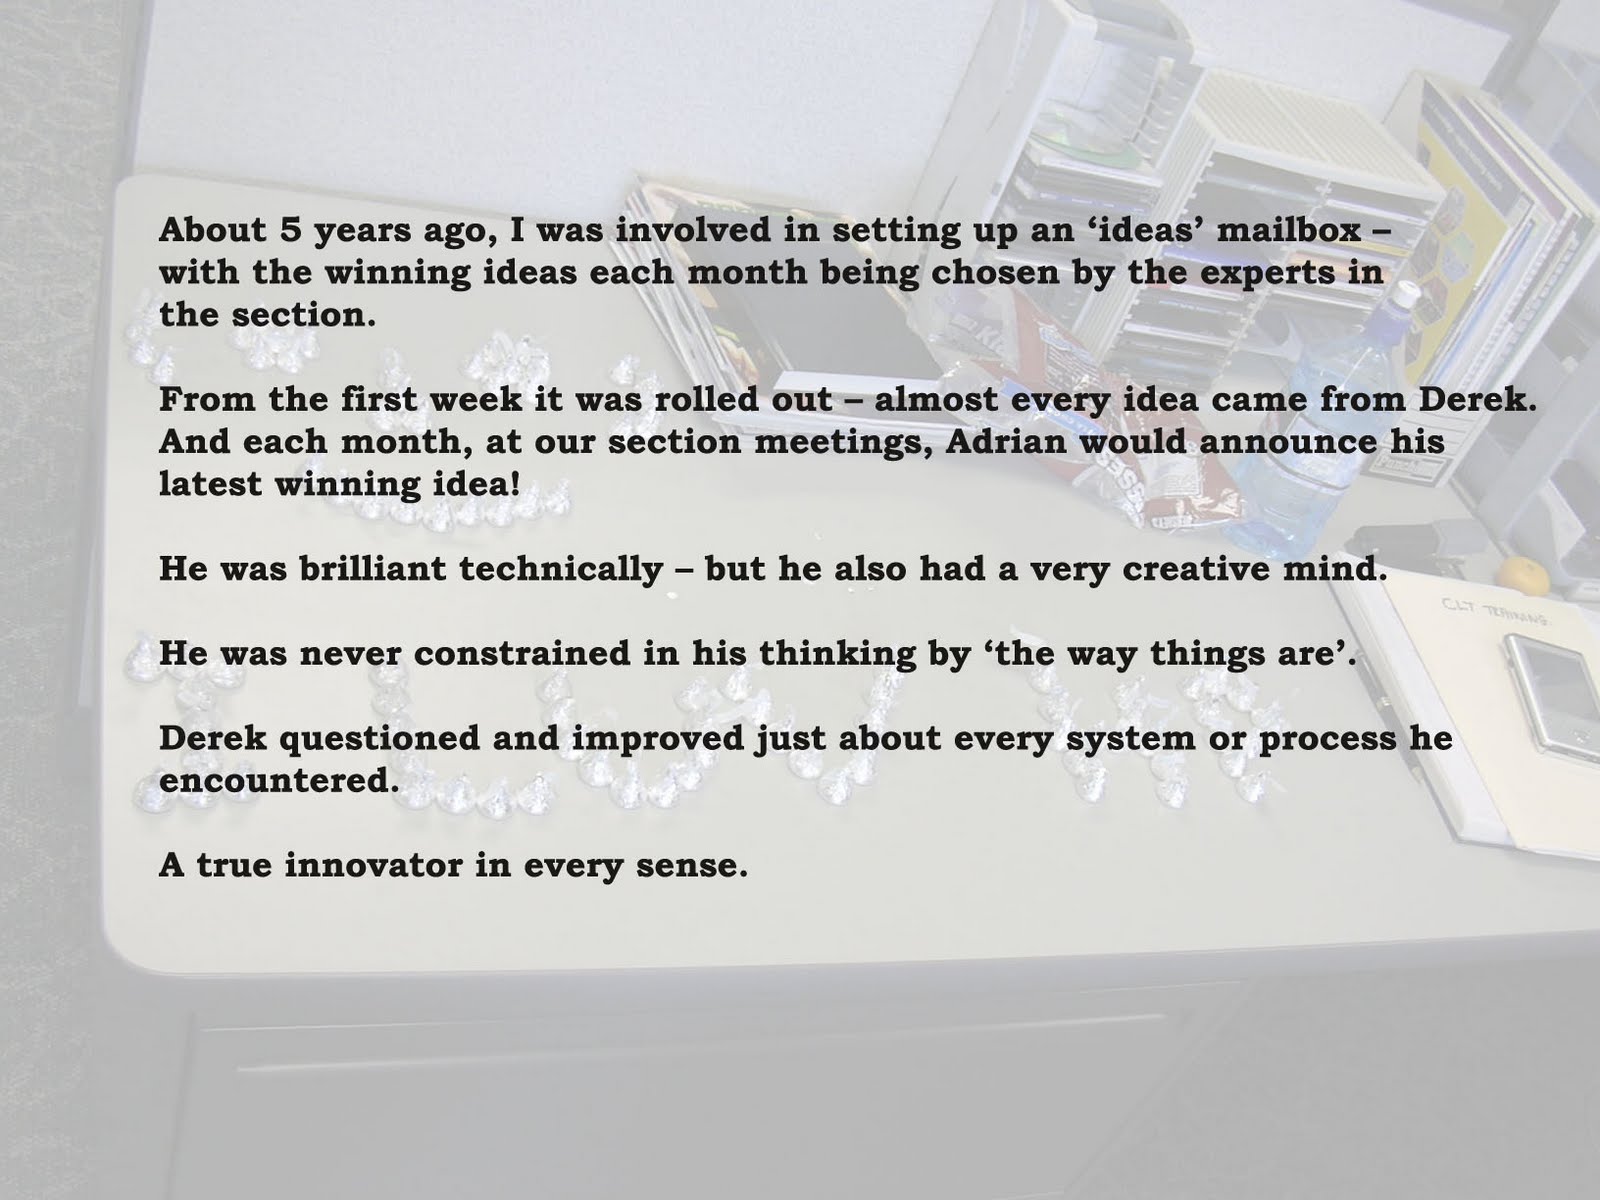 About 5 years ago, I was involved in setting up an ‘ideas’ mailbox –
with the winning ideas each month being chosen by the experts in
the section.
From the first week it was rolled out – almost every idea came from Derek.
And each month, at our section meetings, Adrian would announce his
latest winning idea!
He was brilliant technically – but he also had a very creative mind.
He was never constrained in his thinking by ‘the way things are’.
Derek questioned and improved just about every system or process he
encountered.
A true innovator in every sense.